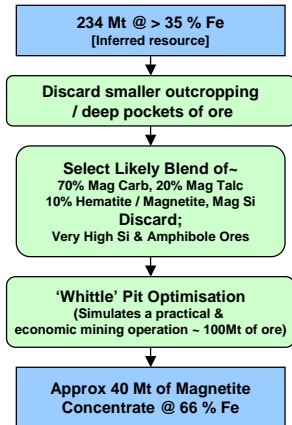 234 Mt @ > 35 % Fe
[Inferred resource]
Discard smaller outcropping
/ deep pockets of ore
Select Likely Blend of~
70% Mag Carb, 20% Mag Talc
10% Hematite / Magnetite, Mag Si
Discard;
Very High Si & Amphibole Ores
‘Whittle’ Pit Optimisation
(Simulates a practical &
economic mining operation ~ 100Mt of ore)
Approx 40 Mt of Magnetite
Concentrate @ 66 % Fe